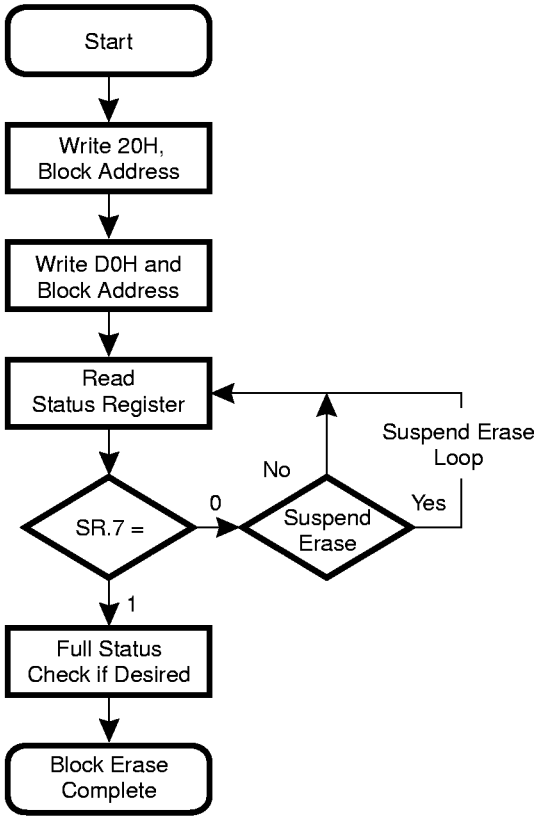 Start
Write 20H,
Block Address
Write D0H and
Block Address
Read
Status Register
Suspend Erase
Loop
No
Yes
0
SR.7 =
Suspend
Erase
1
Full Status
Check if Desired
Block Erase
Complete